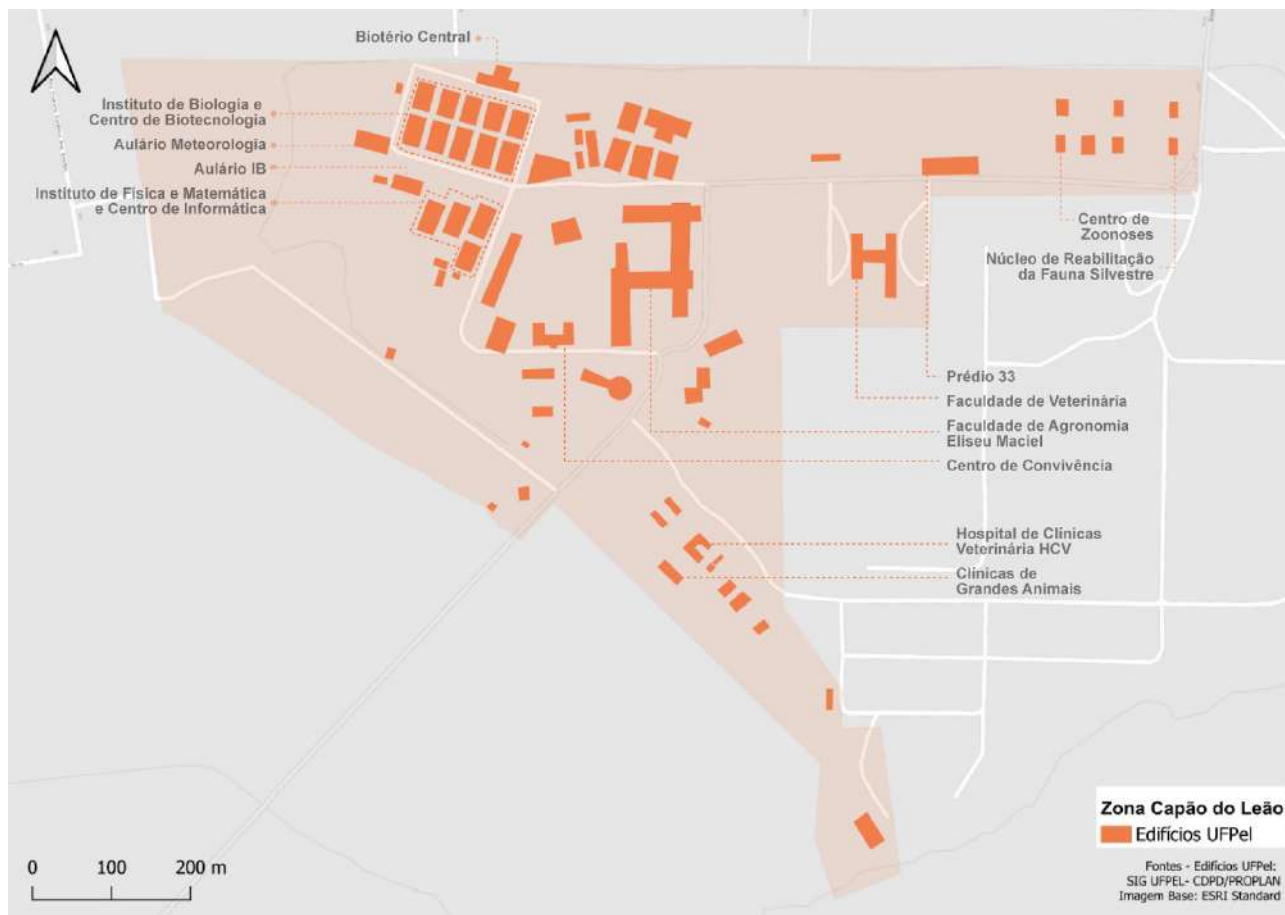 Biotério Central
Instituto de Biologia e
Centro de Biotecnologia
Aulário Meteorologia
Aulário IB
Instituto de Física e Matemática
e Centro de Informática
Centro de
Zoonoses
Núcleo de Reabilitação
da Fauna Silvestre
Prédio 33
Faculdade de Veterinária
Faculdade de Agronomia
Eliseu Maciel
Centro de Convivência
Hospital de Clínicas
Veterinária HCV
Clínicas de
Grandes Animais
Zona Capão do Leão
Edifícios UFPel
0 100 200 m
Fontes - Edifícios UFPel:
SIG UFPEL- CDPD/PROPLAN
Imagem Base: ESRI Standard